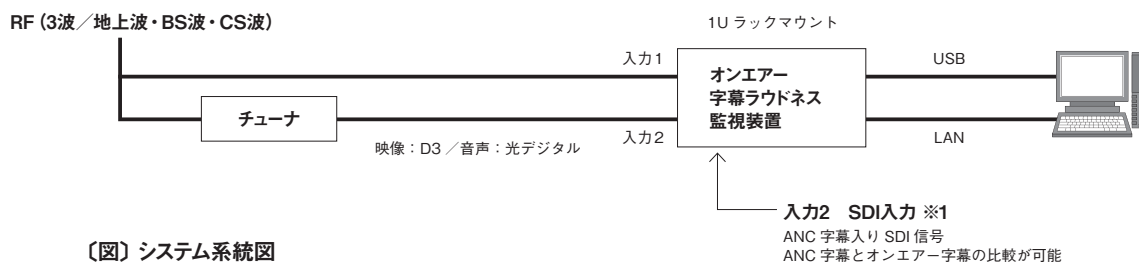 RF（3波／地上波・BS波・CS波）
1U ラックマウント
入力1
USB
オンエアー
字幕ラウドネス
監視装置
チューナ
入力2
LAN
映像：D3 ／音声：光デジタル
入力2　SDI入力 ※1
ANC 字幕入り SDI 信号
ANC 字幕とオンエアー字幕の比較が可能
〔図〕システム系統図